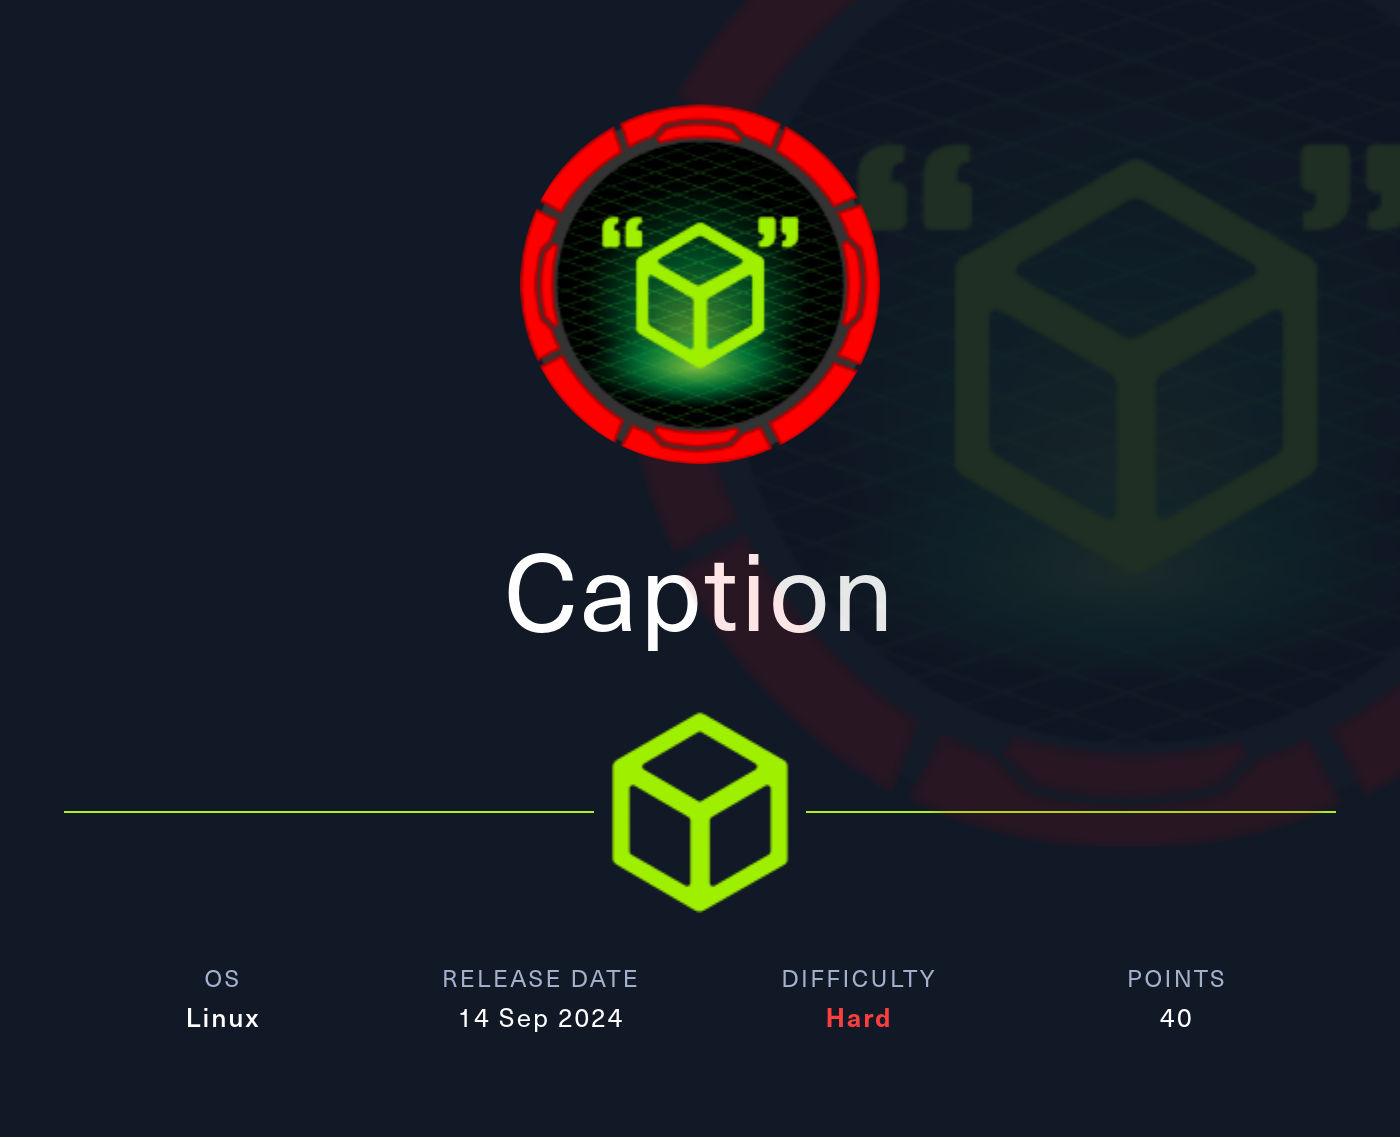 “ ”
Caption
OS RELEASE DATE DIFFICULTY POINTS
Linux 14 Sep 2024 Hard 40